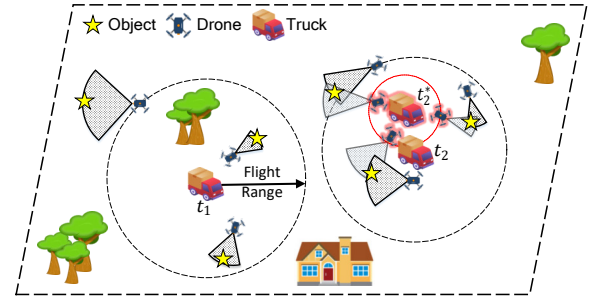 Object Drone Truck
t₂*
t₂
Flight
Range
t₁